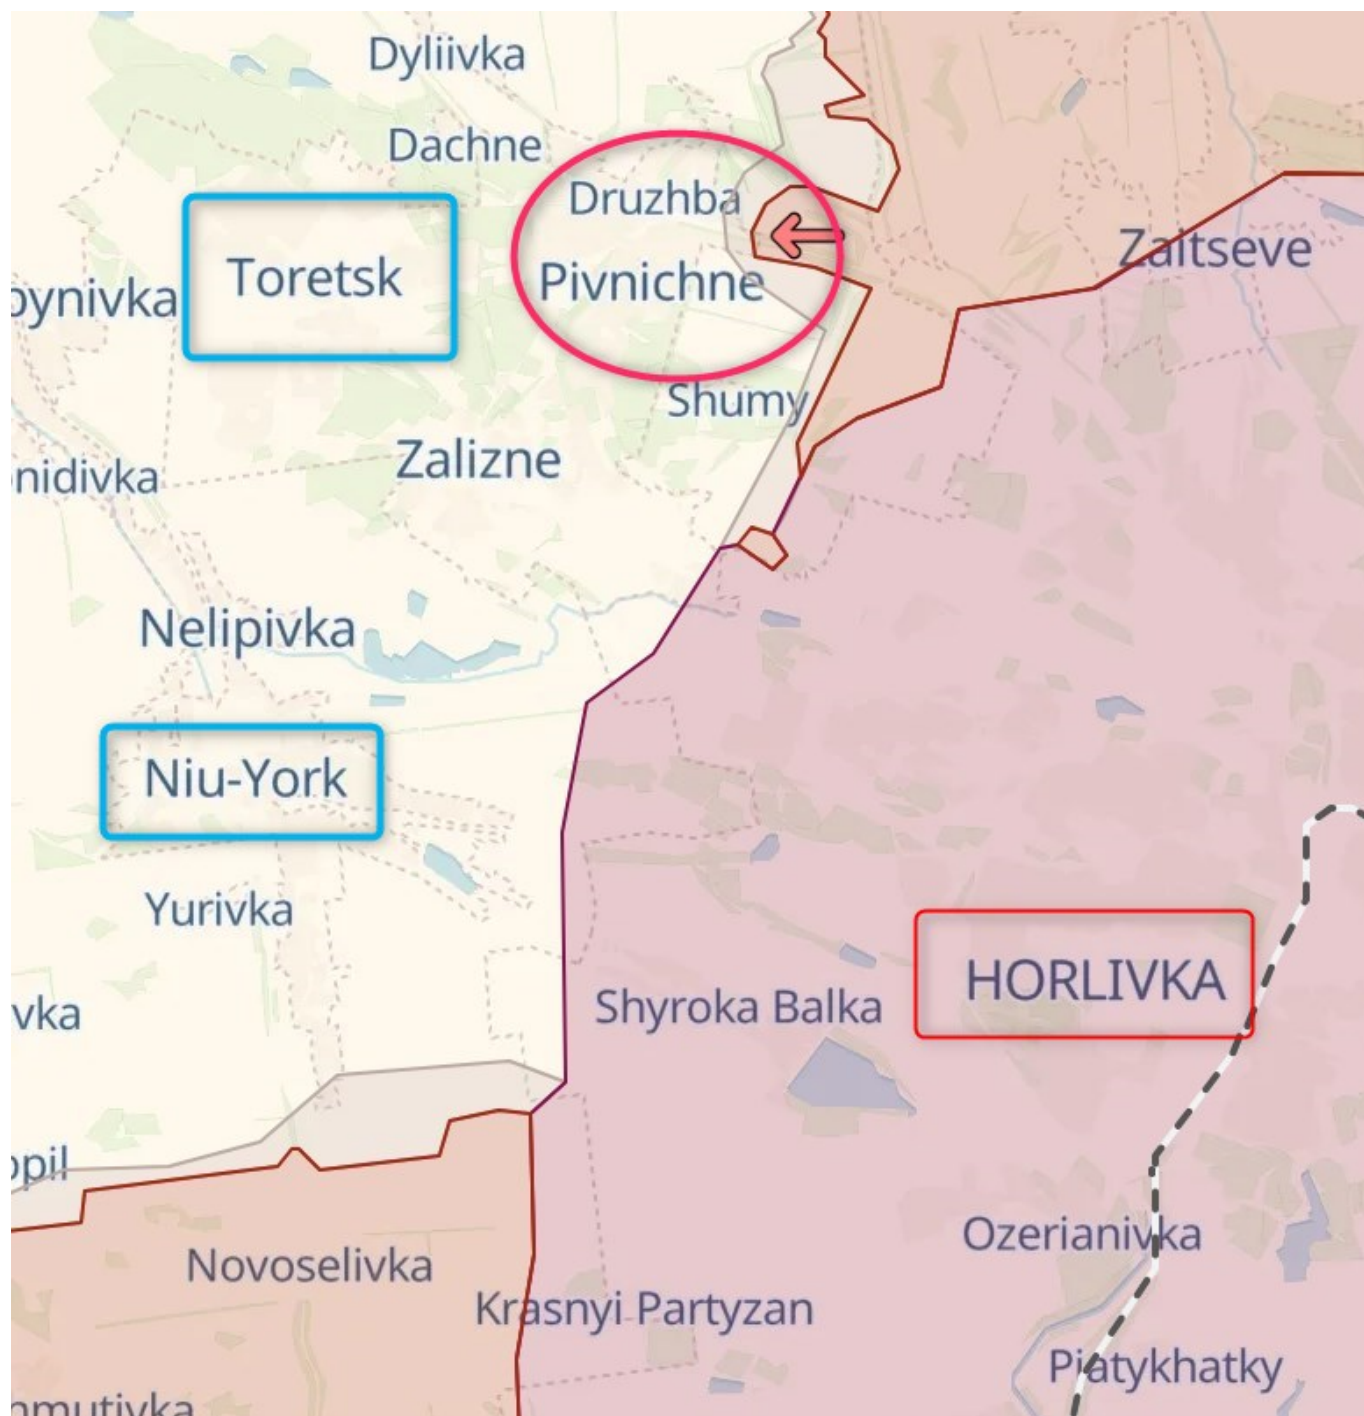 Dyliivka
Dachne
Druzhba
Toretsk
Pivnichne
Zaitseve
Shumy
Zalizne
Nelipivka
Niu-York
Yurivka
HORLIVKA
Shyroka Balka
Ozerianivka
Novoselivka
Krasnyi Partyzan
Piatykhatky